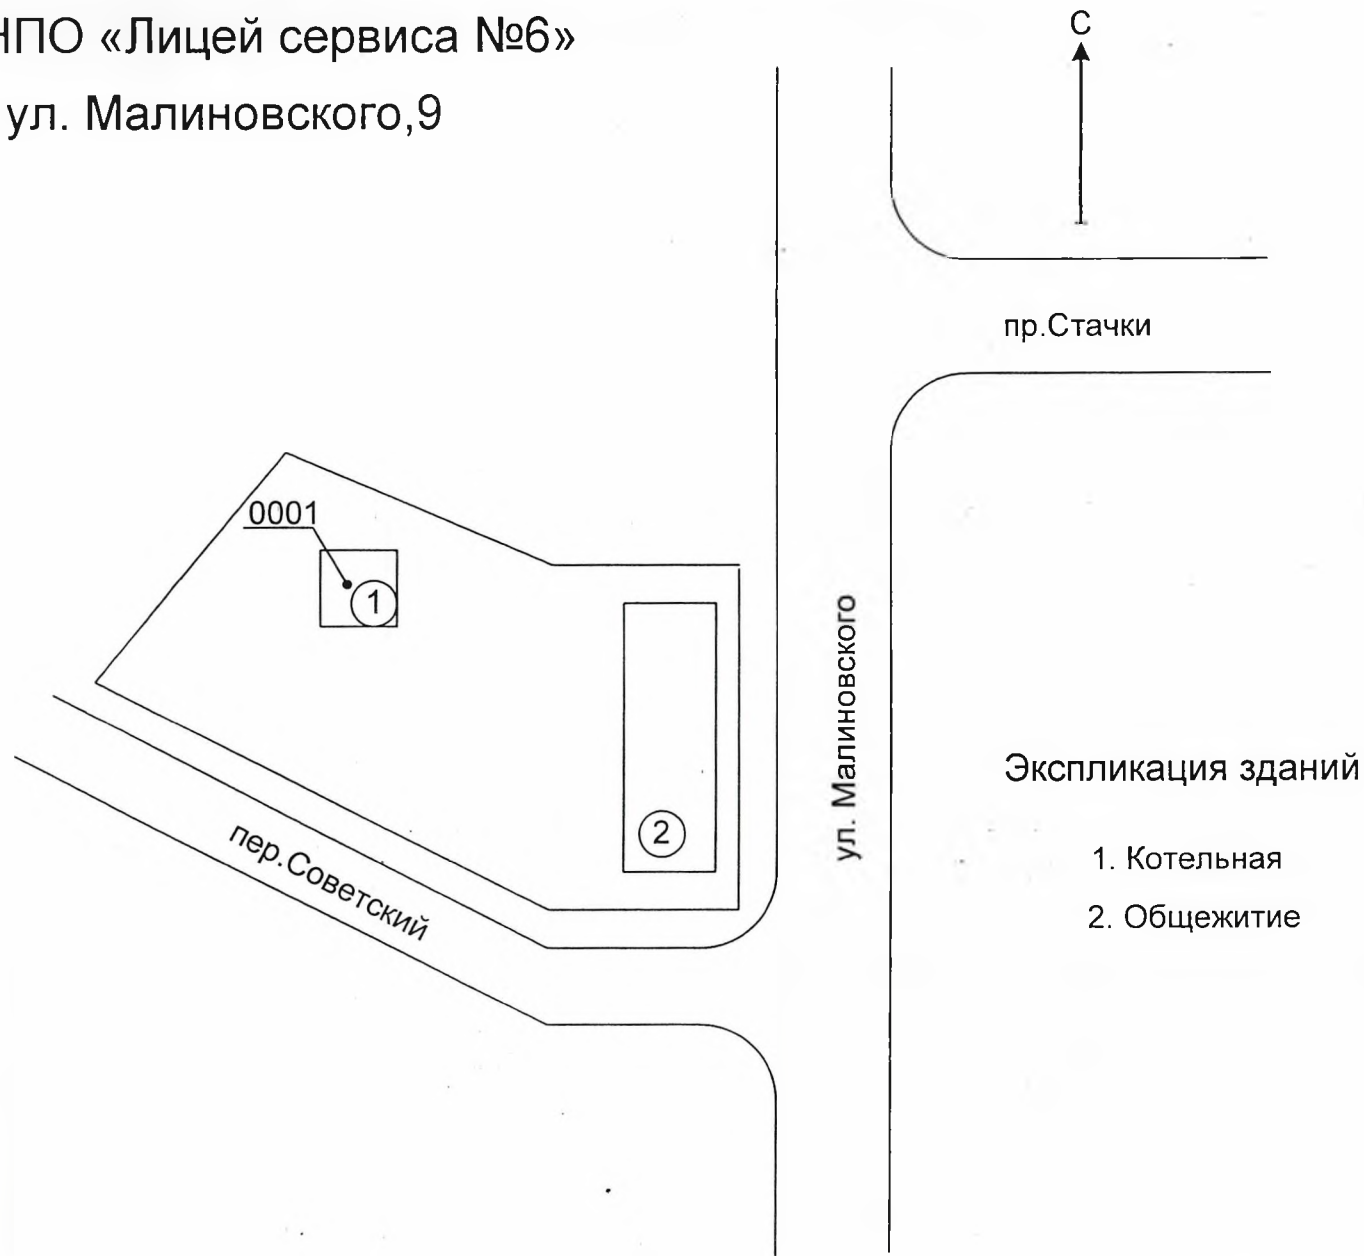 НПО «Лицей сервиса №6»
ул. Малиновского,9
С
пр.Стачки
0001
1
2
ул. Малиновского
пер.Советский
Экспликация зданий
1. Котельная
2. Общежитие